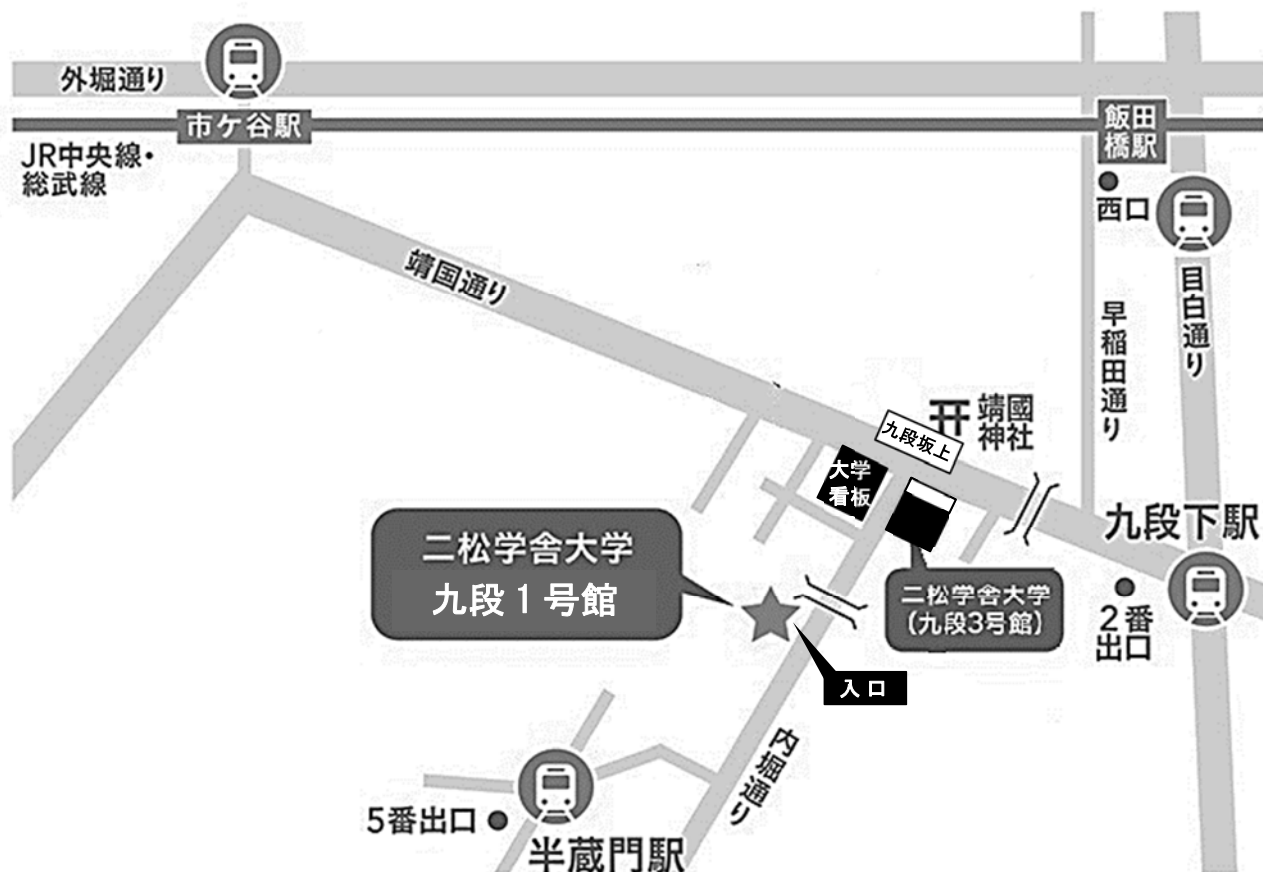 外堀通り
市ケ谷駅
JR中央線・
総武線
飯田
橋駅
西口
靖国通り
目白通り
早稲田通り
靖國
神社
九段坂上
大学
看板
九段下駅
二松学舎大学
九段1号館
二松学舎大学
(九段3号館)
2番
出口
入口
内堀通り
5番出口
半蔵門駅